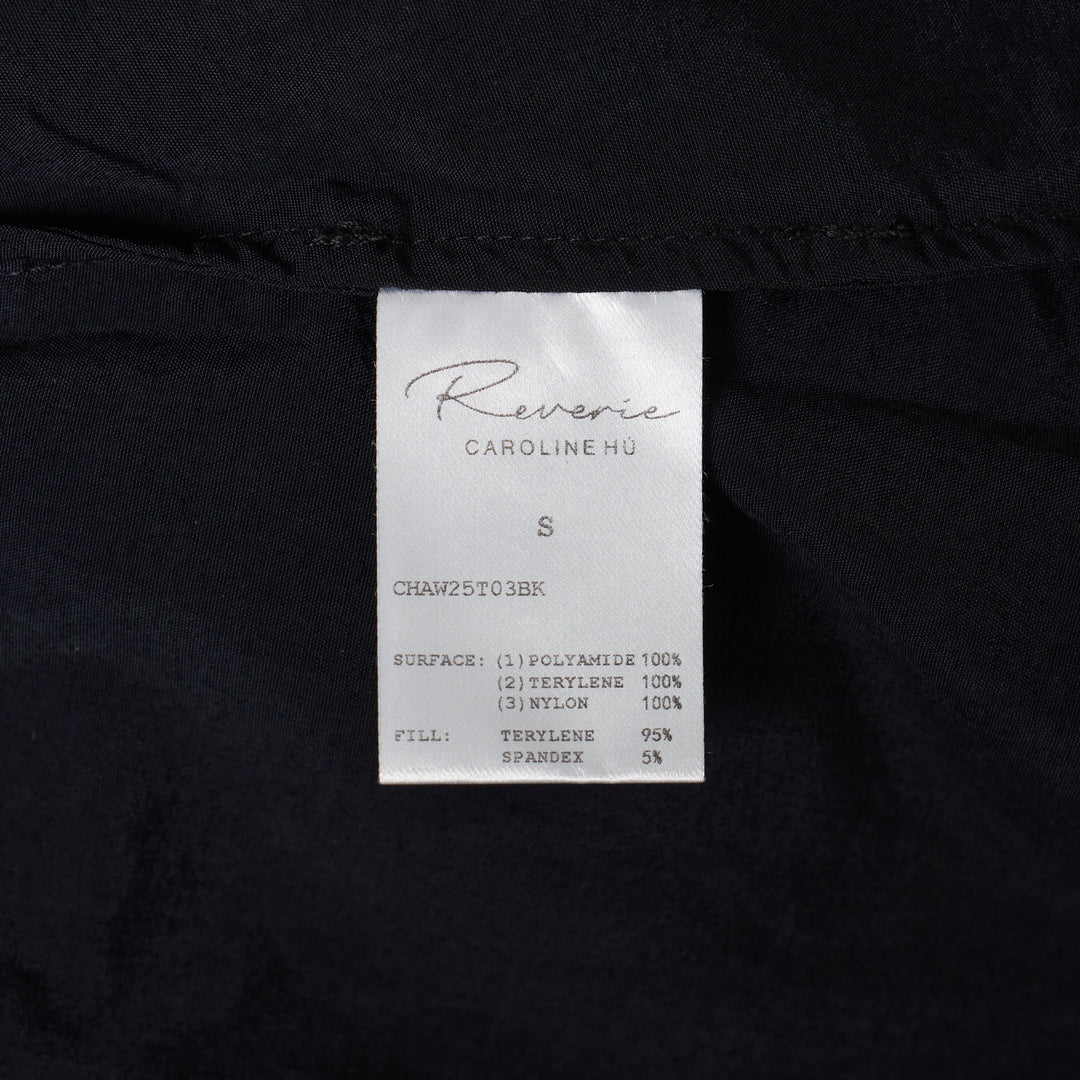 Reverie
CAROLINE HÚ
S
CHAW25T03BK
SURFACE: (1) POLYAMIDE 100%
(2) TERYLENE 100%
(3) NYLON 100%
FILL: TERYLENE 95%
SPANDEX 5%